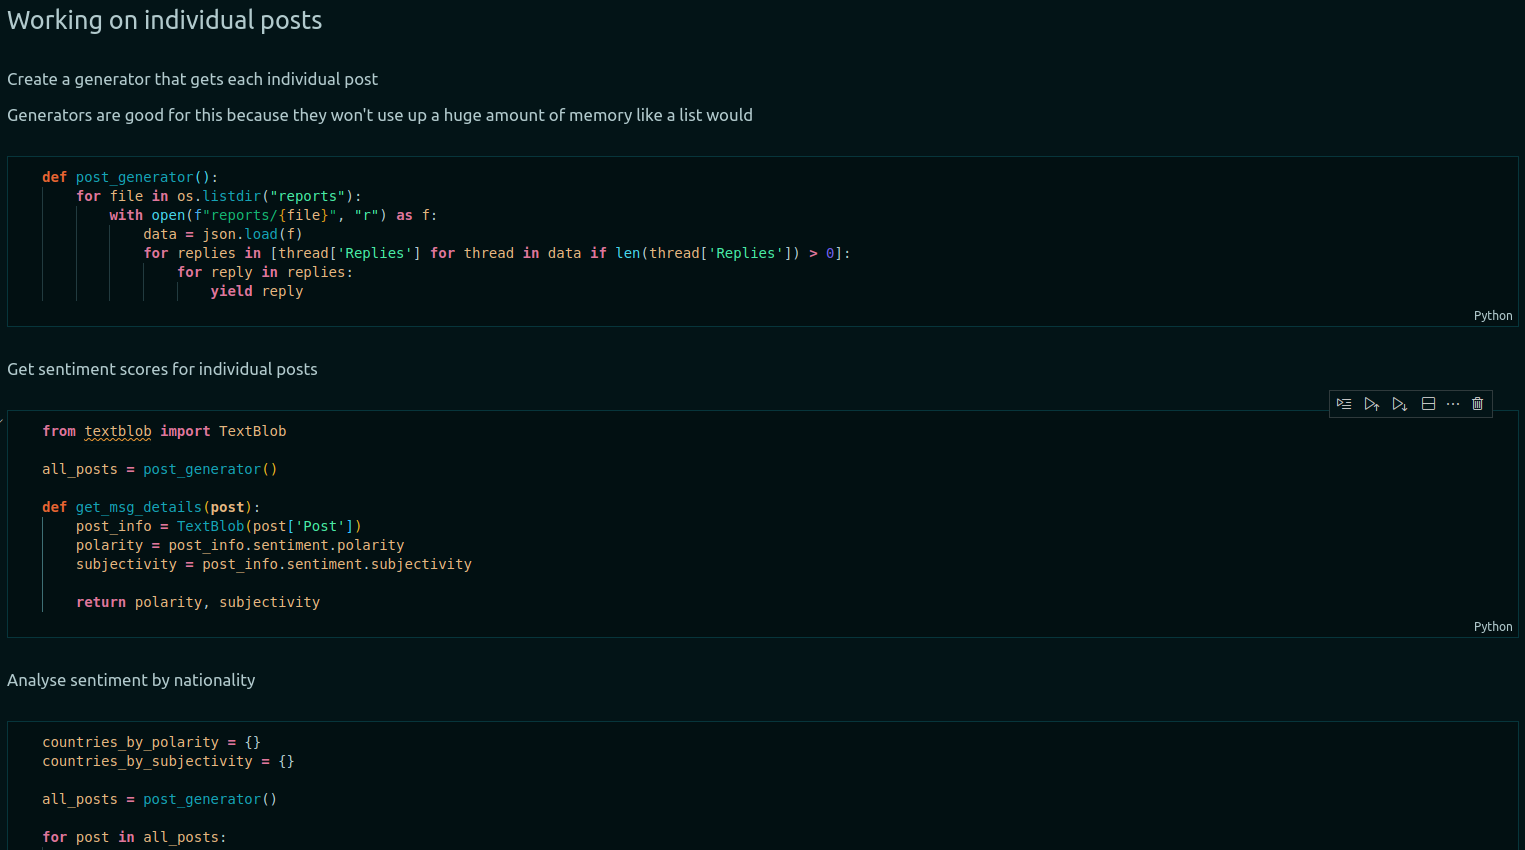 Working on individual posts
Create a generator that gets each individual post
Generators are good for this because they won't use up a huge amount of memory like a list would
def post_generator():
    for file in os.listdir("reports"):
        with open(f"reports/{file}", "r") as f:
            data = json.load(f)
            for replies in [thread['Replies'] for thread in data if len(thread['Replies']) > 0]:
                for reply in replies:
                    yield reply
Python
Get sentiment scores for individual posts
from textblob import TextBlob
all_posts = post_generator()
def get_msg_details(post):
    post_info = TextBlob(post['Post'])
    polarity = post_info.sentiment.polarity
    subjectivity = post_info.sentiment.subjectivity
    return polarity, subjectivity
Python
Analyse sentiment by nationality
countries_by_polarity = {}
countries_by_subjectivity = {}
all_posts = post_generator()
for post in all_posts: